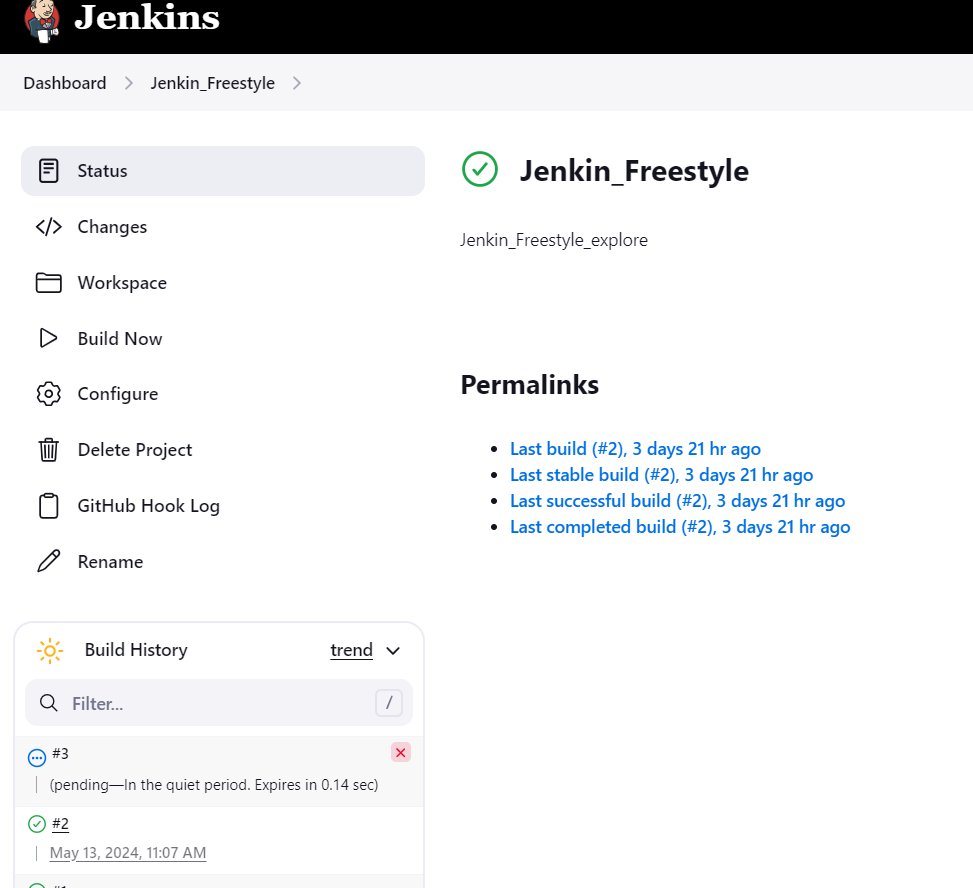 Jenkins
Dashboard
Jenkin_Freestyle
Status
Changes
Workspace
Build Now
Configure
Delete Project
GitHub Hook Log
Rename
Jenkin_Freestyle
Jenkin_Freestyle_explore
Permalinks
Last build (#2), 3 days 21 hr ago
Last stable build (#2), 3 days 21 hr ago
Last successful build (#2), 3 days 21 hr ago
Last completed build (#2), 3 days 21 hr ago
Build History
trend
Filter...
/
#3
(pending—In the quiet period. Expires in 0.14 sec)
#2
May 13, 2024, 11:07 AM